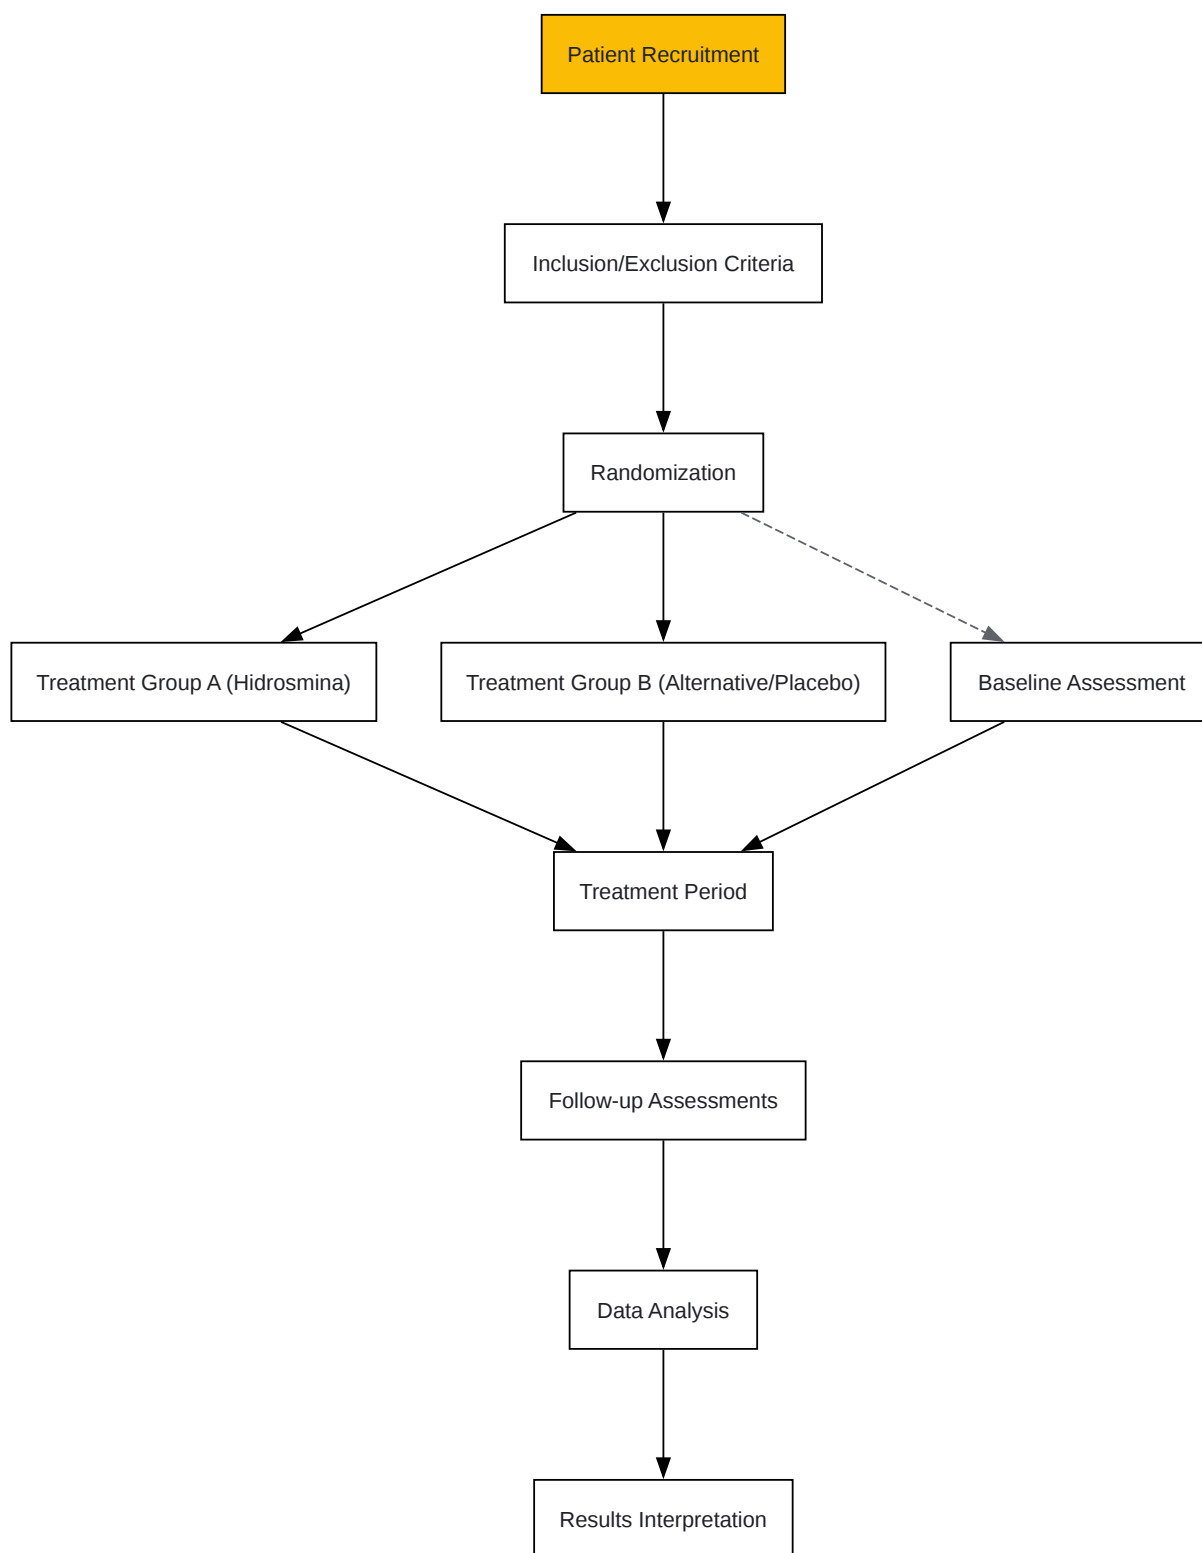 Patient Recruitment
Inclusion/Exclusion Criteria
Randomization
Treatment Group A (Hidrosmina)
Treatment Group B (Alternative/Placebo)
Baseline Assessment
Treatment Period
Follow-up Assessments
Data Analysis
Results Interpretation